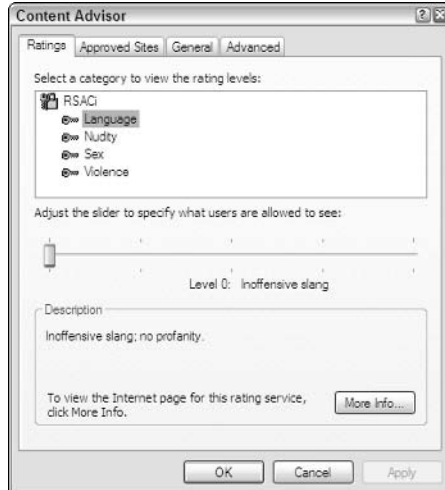 Content Advisor
Ratings Approved Sites General Advanced
Select a category to view the rating levels:
RSACi
Language
Nudity
Sex
Violence
Adjust the slider to specify what users are allowed to see:
Level 0: Inoffensive slang
Description
Inoffensive slang; no profanity.
To view the Internet page for this rating service,
click More Info.
More Info...
OK Cancel Apply